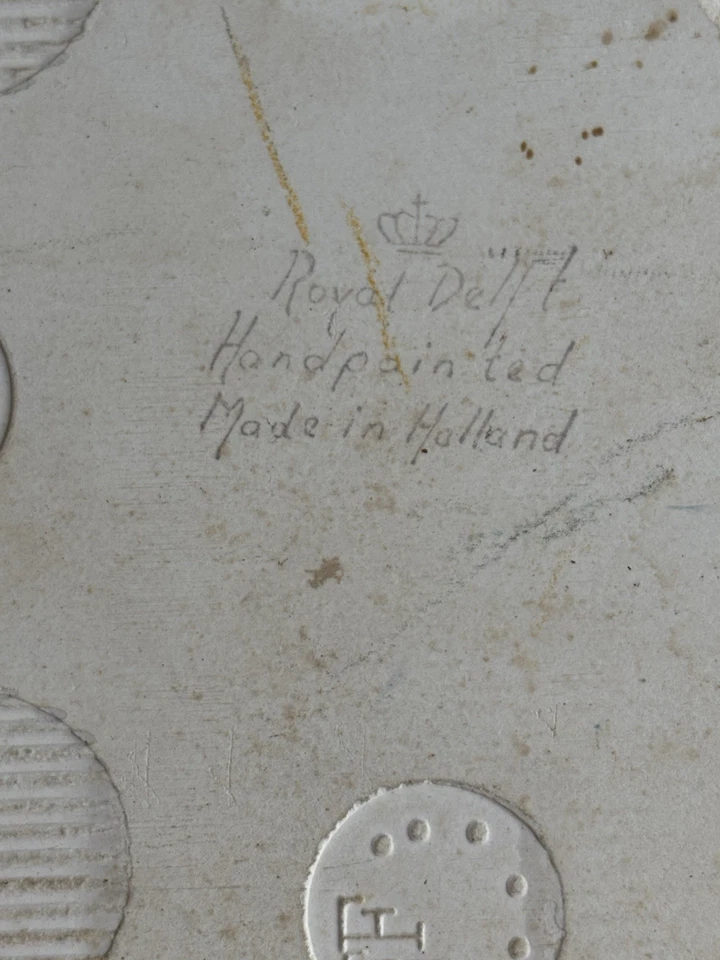 Royal Delft
Handpainted
Made in Holland